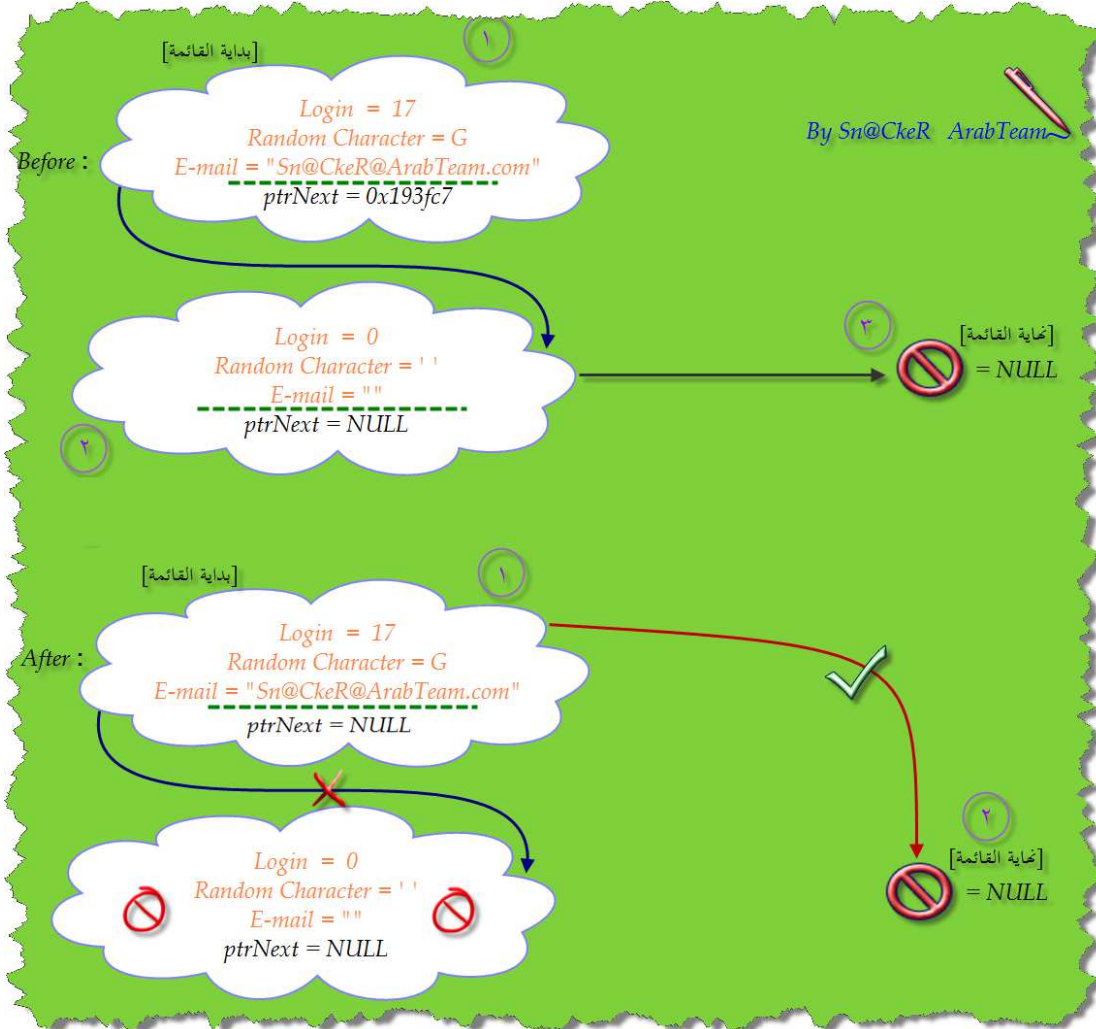 [بداية القائمة]
١
Login = 17
Random Character = G
E-mail = "Sn@CkeR@ArabTeam.com"
ptrNext = 0x193fc7
Before :
By Sn@CkeR ArabTeam
Login = 0
Random Character = ' '
E-mail = ""
ptrNext = NULL
٢
٣
[نهاية القائمة]
= NULL
[بداية القائمة]
١
Login = 17
Random Character = G
E-mail = "Sn@CkeR@ArabTeam.com"
ptrNext = NULL
After :
Login = 0
Random Character = ' '
E-mail = ""
ptrNext = NULL
٢
[نهاية القائمة]
= NULL